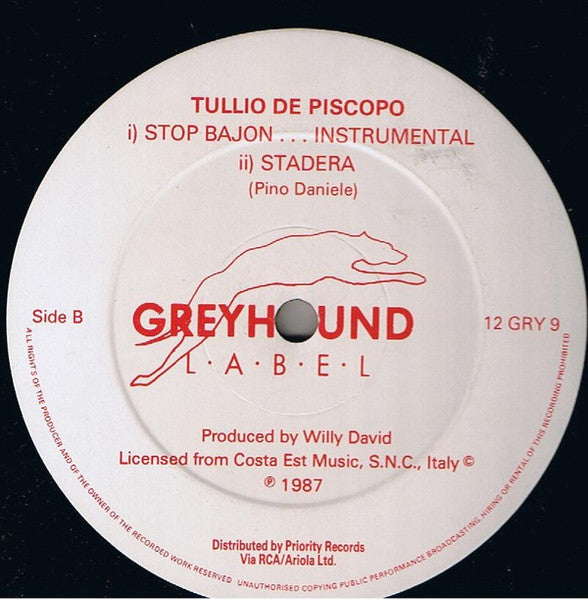 TULLIO DE PISCOPO
i) STOP BAJON ... INSTRUMENTAL
ii) STADERA
(Pino Daniele)
Side B
GREYHOUND
L·A·B·E·L
12 GRY 9
Produced by Willy David
Licensed from Costa Est Music, S.N.C., Italy ©
℗ 1987
Distributed by Priority Records
Via RCA/Ariola Ltd.
ALL RIGHT'S OF THE PRODUCER AND OF THE OWNER OF THE RECORDED WORK RESERVED · UNAUTHORISED COPYING PUBLIC PERFORMANCE BROADCASTING HIRING OR RENTAL OF THIS RECORDING PROHIBITED